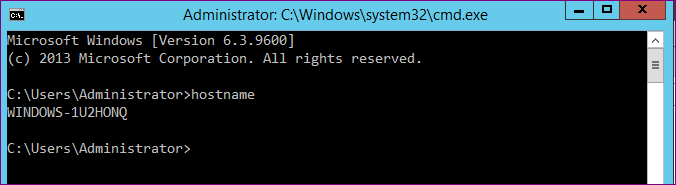 Administrator: C:\Windows\system32\cmd.exe
Microsoft Windows [Version 6.3.9600]
(c) 2013 Microsoft Corporation. All rights reserved.
C:\Users\Administrator>hostname
WINDOWS-1U2HONQ
C:\Users\Administrator>